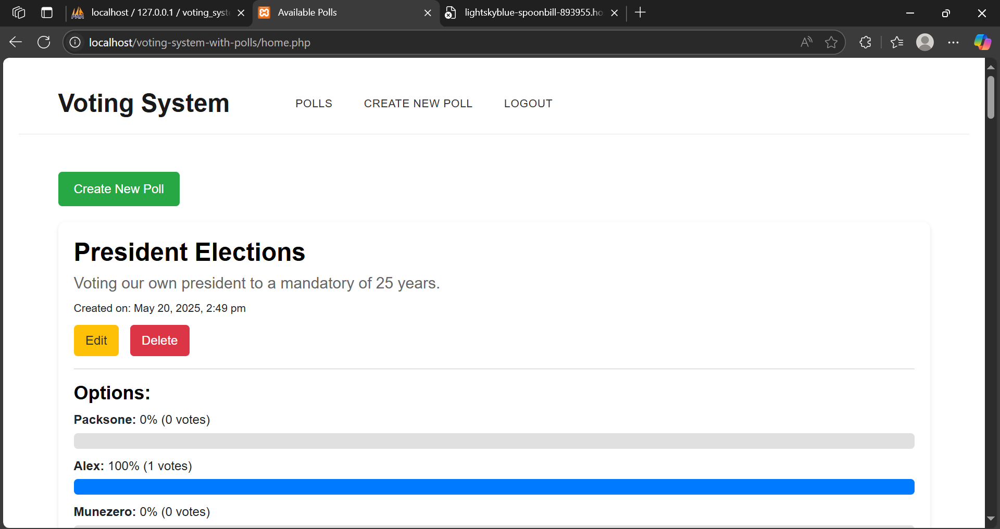 localhost / 127.0.0.1 / voting_syst
Available Polls
lightskyblue-spoonbill-893955.ho
localhost/voting-system-with-polls/home.php
Voting System
POLLS
CREATE NEW POLL
LOGOUT
Create New Poll
President Elections
Voting our own president to a mandatory of 25 years.
Created on: May 20, 2025, 2:49 pm
Edit
Delete
Options:
Packsone: 0% (0 votes)
Alex: 100% (1 votes)
Munezero: 0% (0 votes)